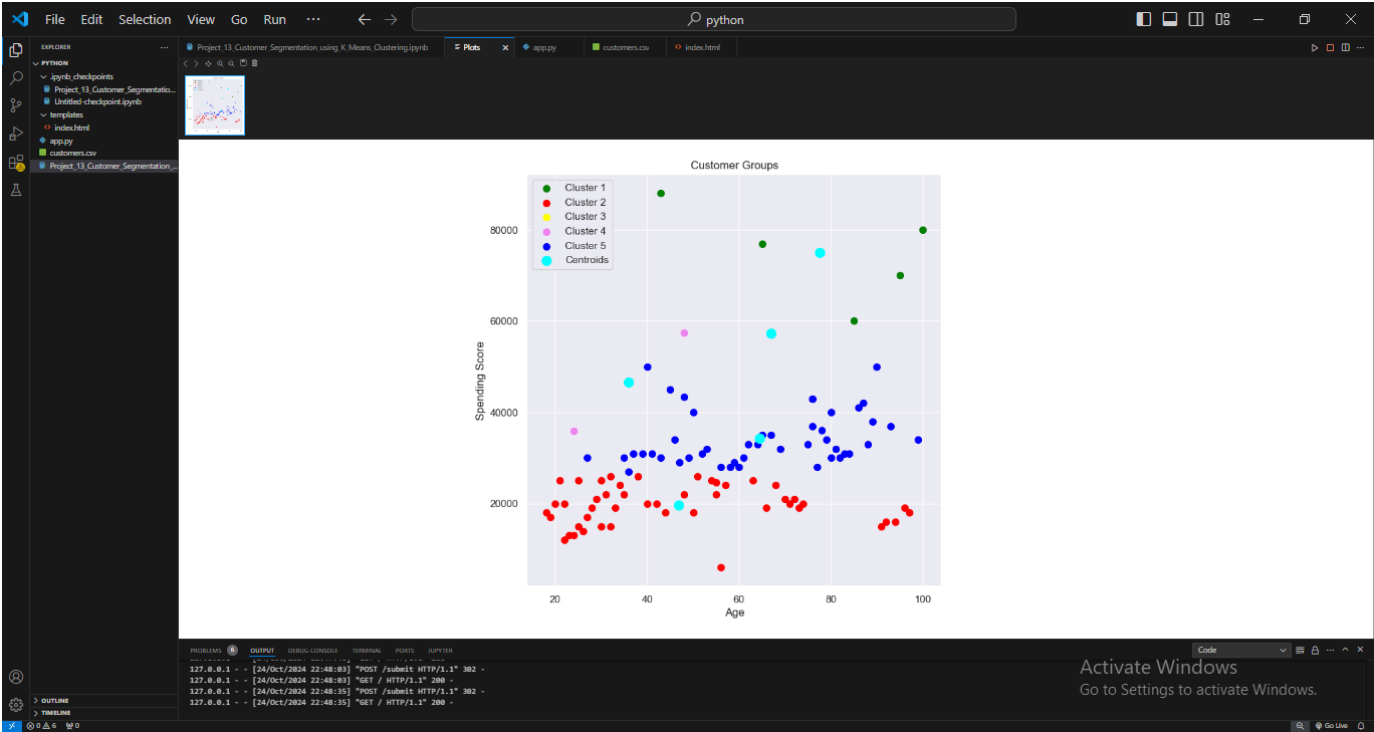 File Edit Selection View Go Run ··· ← → python
EXPLORER ···
Project_13_Customer_Segmentation_using_K_Means_Clustering.ipynb Plots × app.py customers.csv index.html
PYTHON
.ipynb_checkpoints
Project_13_Customer_Segmentatio...
Untitled-checkpoint.ipynb
templates
index.html
app.py
customers.csv
Project_13_Customer_Segmentation_...
Customer Groups
Cluster 1
Cluster 2
Cluster 3
Cluster 4
Cluster 5
Centroids
80000
60000
40000
20000
Spending Score
20 40 60 80 100
Age
PROBLEMS 6 OUTPUT DEBUG CONSOLE TERMINAL PORTS JUPYTER Code
127.0.0.1 - - [24/Oct/2024 22:48:03] "POST /submit HTTP/1.1" 302 -
127.0.0.1 - - [24/Oct/2024 22:48:03] "GET / HTTP/1.1" 200 -
127.0.0.1 - - [24/Oct/2024 22:48:35] "POST /submit HTTP/1.1" 302 -
127.0.0.1 - - [24/Oct/2024 22:48:35] "GET / HTTP/1.1" 200 -
Activate Windows
Go to Settings to activate Windows.
OUTLINE
TIMELINE
0 6 0 Go Live